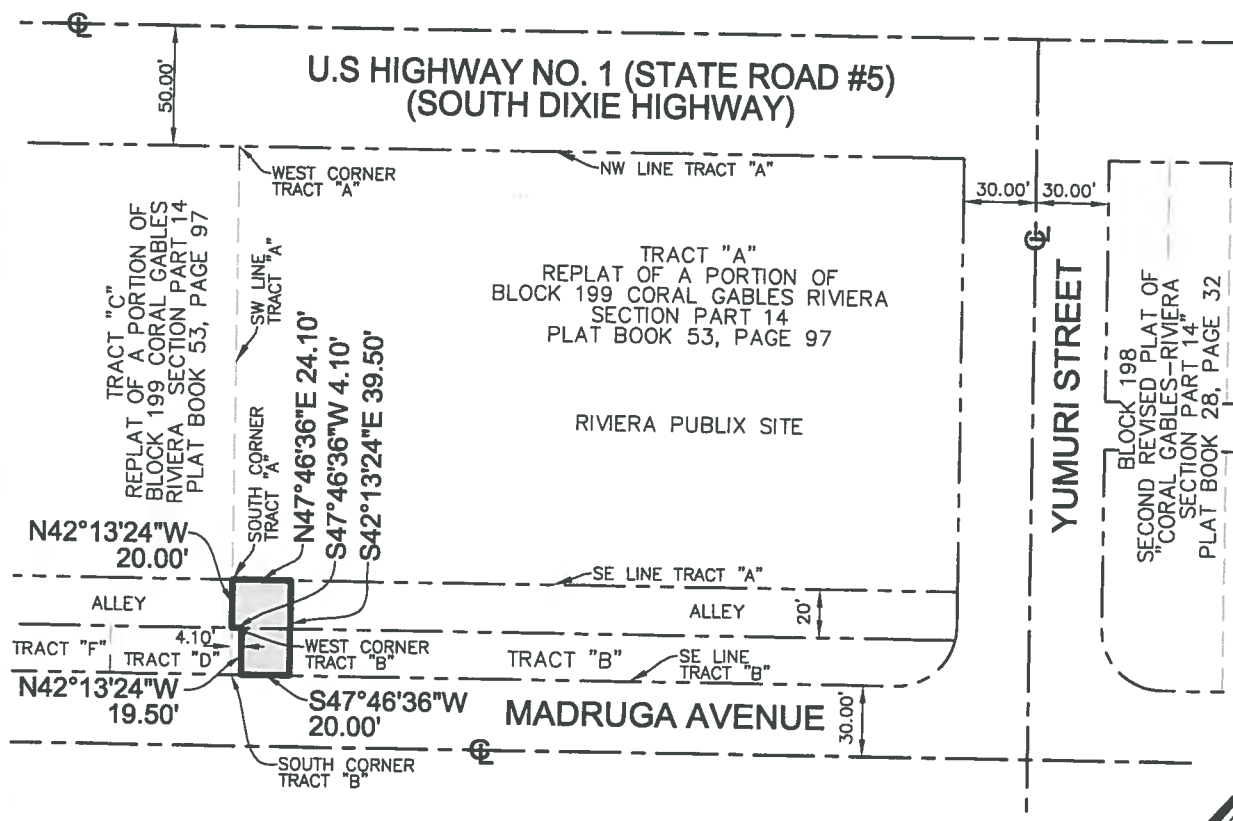 ℄
50.00'
U.S HIGHWAY NO. 1 (STATE ROAD #5)
(SOUTH DIXIE HIGHWAY)
WEST CORNER
TRACT "A"
NW LINE TRACT "A"
30.00'
30.00'
℄
TRACT "C"
REPLAT OF A PORTION OF
BLOCK 199 CORAL GABLES
RIVIERA SECTION PART 14
PLAT BOOK 53, PAGE 97
SW LINE
TRACT "A"
TRACT "A"
REPLAT OF A PORTION OF
BLOCK 199 CORAL GABLES RIVIERA
SECTION PART 14
PLAT BOOK 53, PAGE 97
RIVIERA PUBLIX SITE
YUMURI STREET
BLOCK 198
SECOND REVISED PLAT OF
"CORAL GABLES-RIVIERA
SECTION PART 14"
PLAT BOOK 28, PAGE 32
SOUTH CORNER
TRACT "A"
N47°46'36"E 24.10'
S47°46'36"W 4.10'
S42°13'24"E 39.50'
N42°13'24"W
20.00'
SE LINE TRACT "A"
ALLEY
ALLEY
20'
4.10'
TRACT "F"
TRACT "D"
WEST CORNER
TRACT "B"
TRACT "B"
SE LINE
TRACT "B"
N42°13'24"W
19.50'
S47°46'36"W
20.00'
MADRUGA AVENUE
30.00'
℄
SOUTH CORNER
TRACT "B"